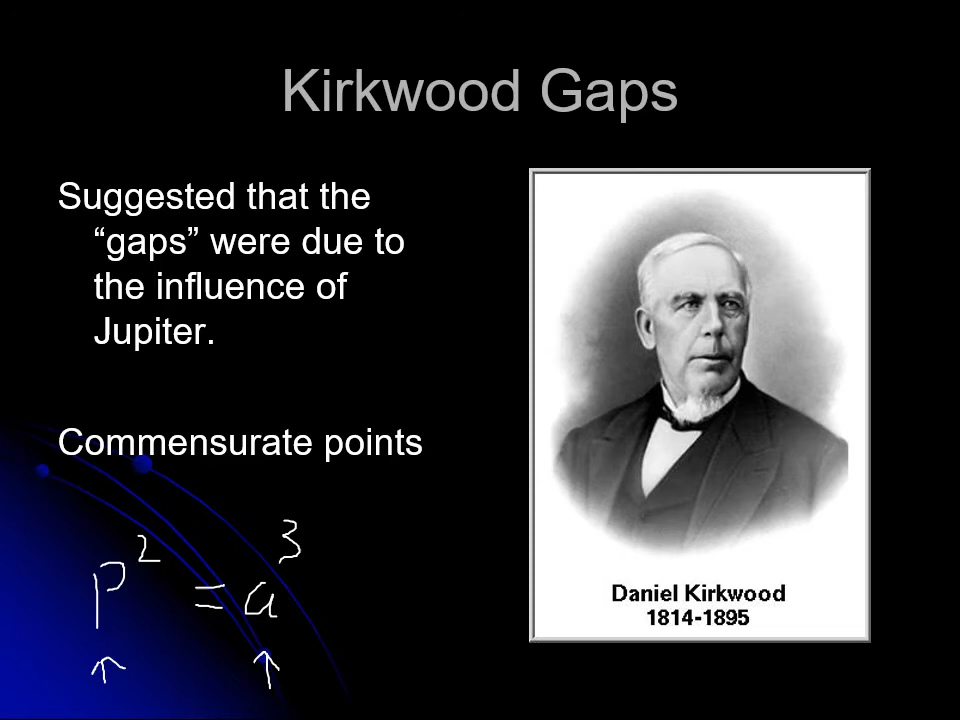 Kirkwood Gaps
Suggested that the
“gaps” were due to
the influence of
Jupiter.
Commensurate points
P² = a³
Daniel Kirkwood
1814-1895